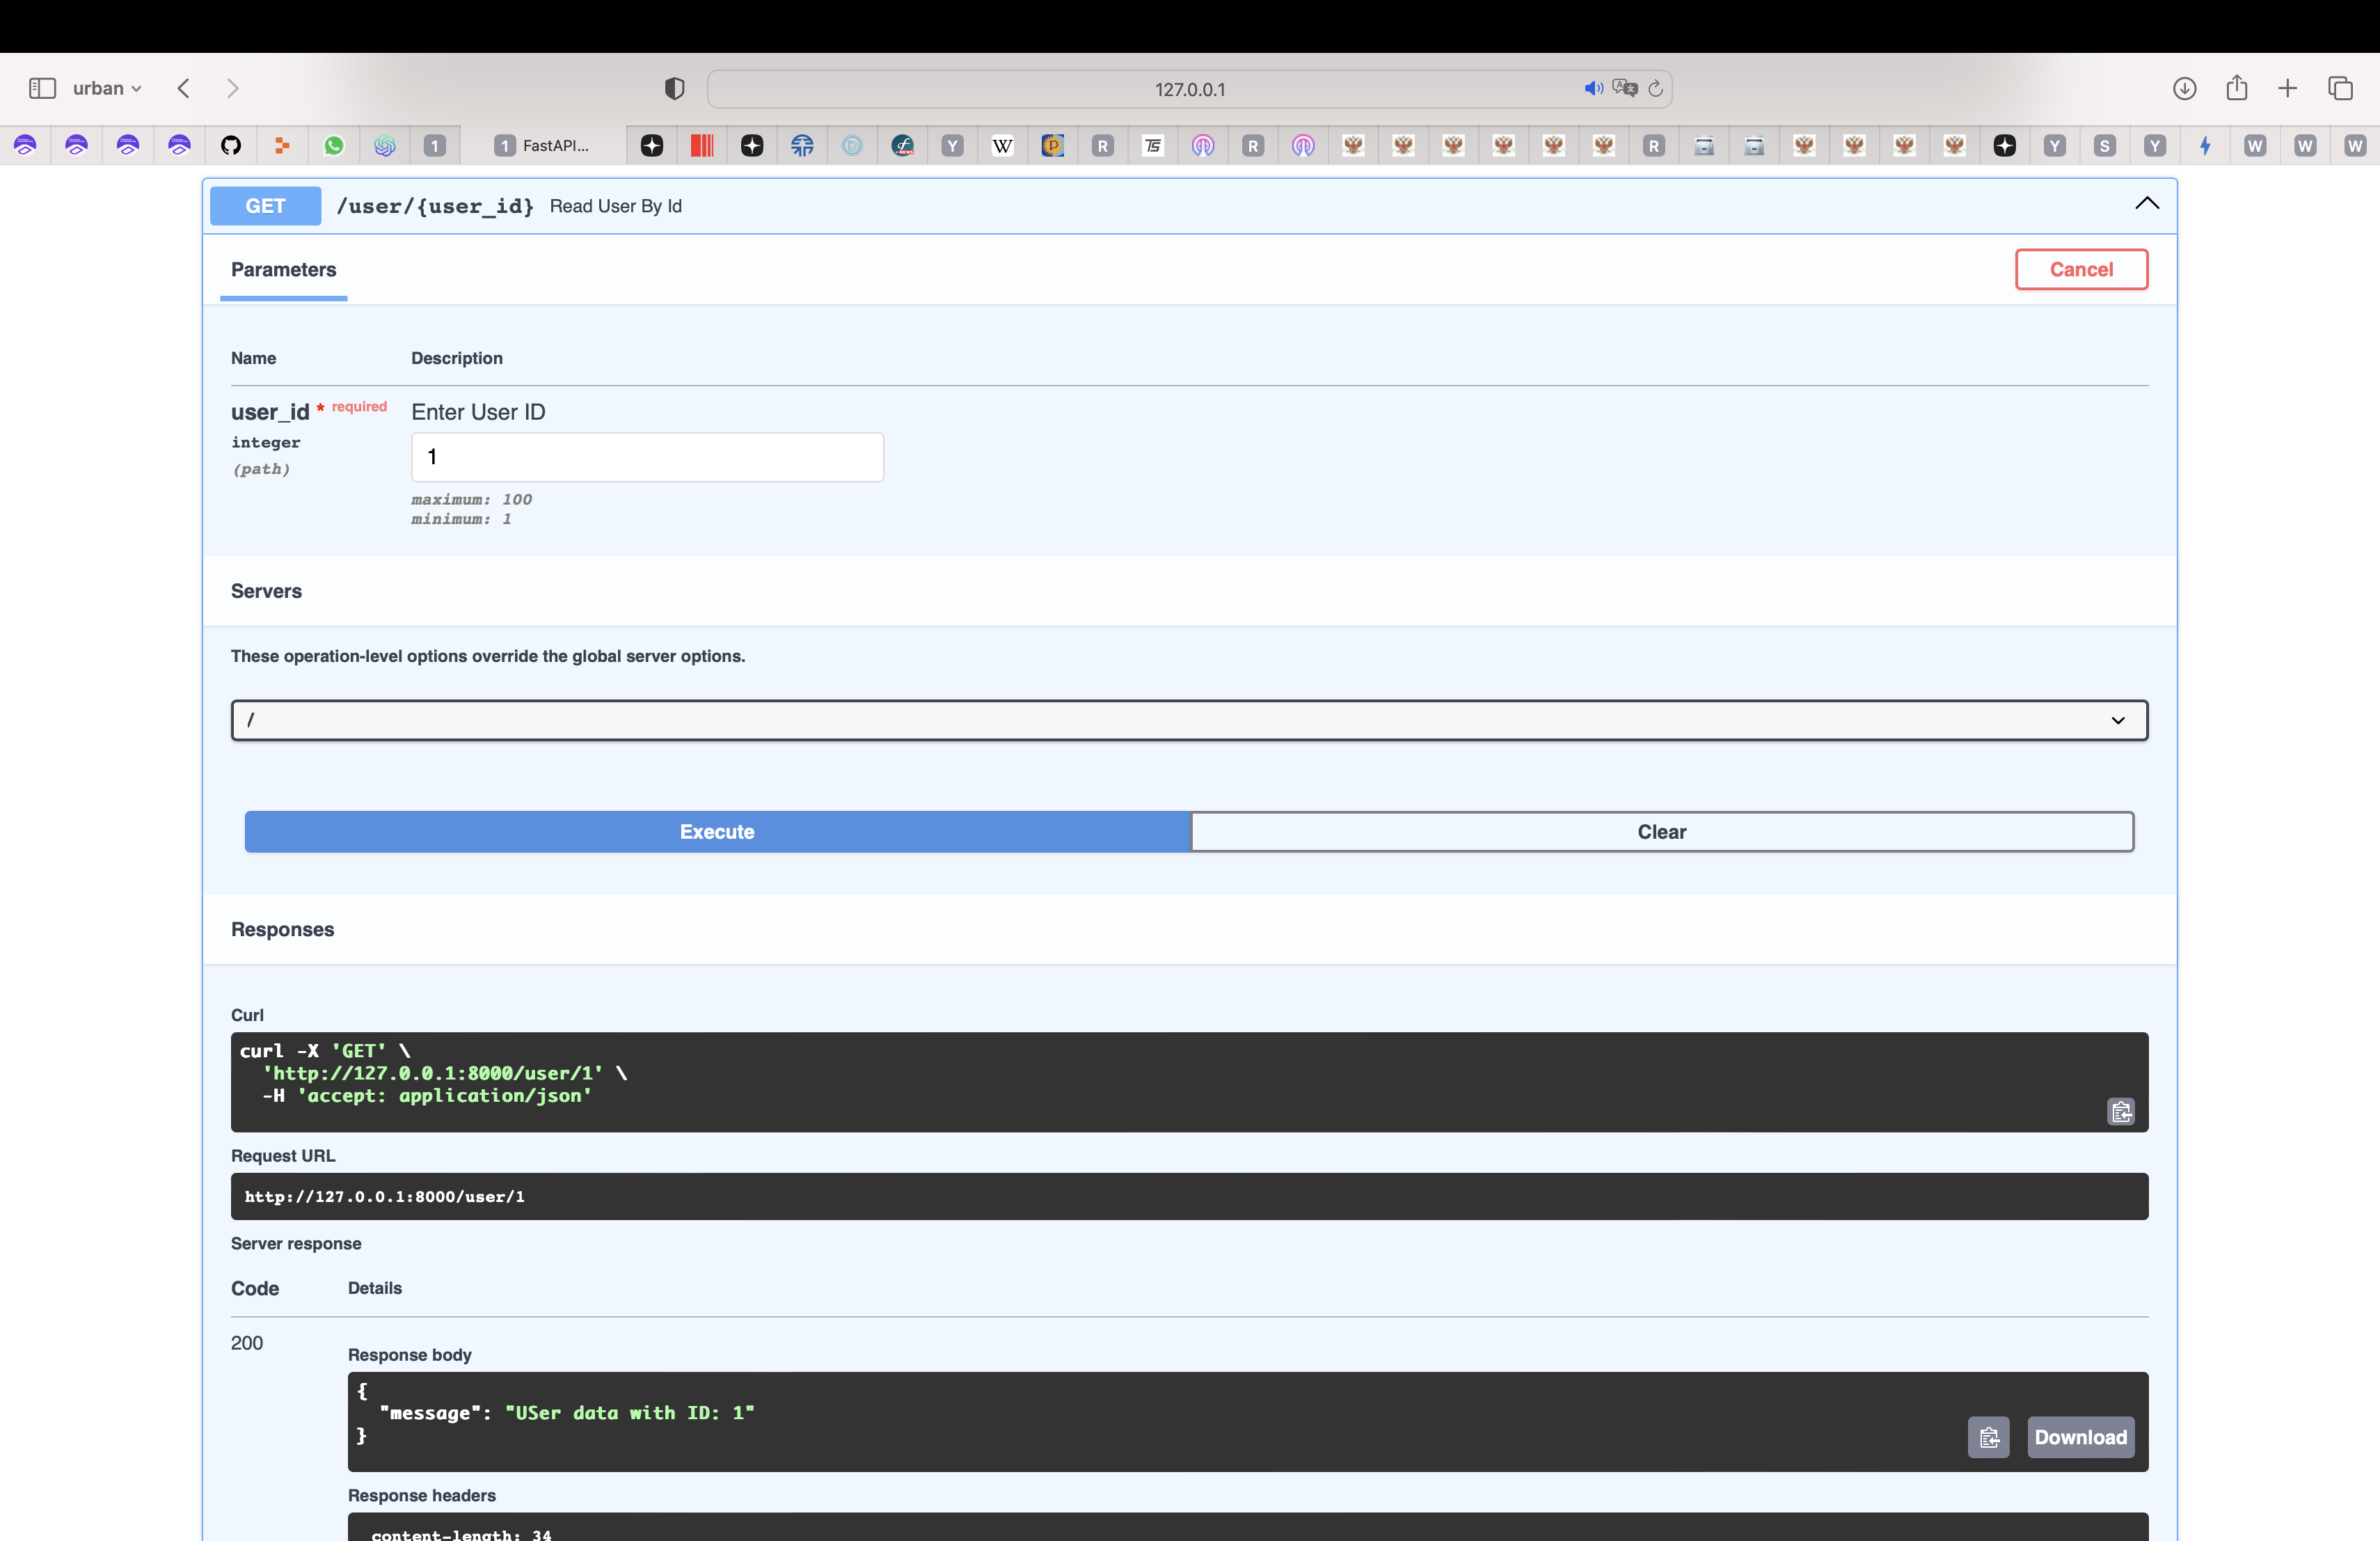 urban
127.0.0.1
1
1 FastAPI...
Y
W
P
R
TS
R
R
Y
S
Y
W
W
W
GET /user/{user_id} Read User By Id
Parameters
Cancel
Name Description
user_id * required
integer
(path)
Enter User ID
1
maximum: 100
minimum: 1
Servers
These operation-level options override the global server options.
/
Execute Clear
Responses
Curl
curl -X 'GET' \
'http://127.0.0.1:8000/user/1' \
-H 'accept: application/json'
Request URL
http://127.0.0.1:8000/user/1
Server response
Code Details
200
Response body
{
"message": "USer data with ID: 1"
}
Download
Response headers
content-length: 34